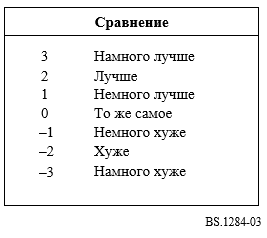 Сравнение
3 Намного лучше
2 Лучше
1 Немного лучше
0 То же самое
–1 Немного хуже
–2 Хуже
–3 Намного хуже
BS.1284-03